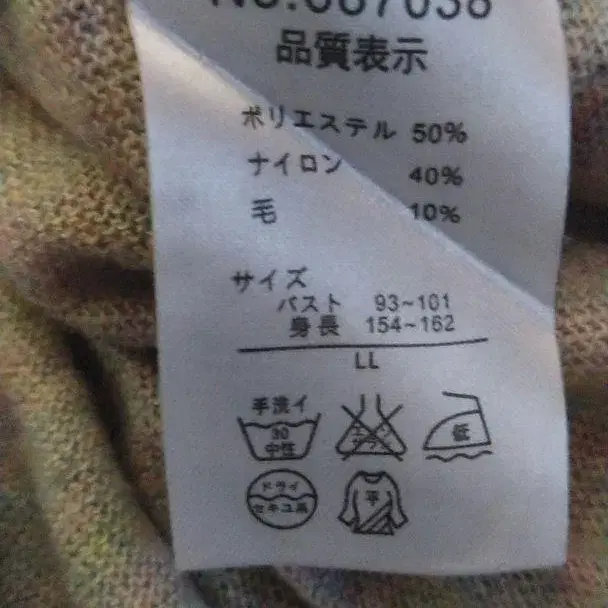 No.667038
品質表示
ポリエステル 50%
ナイロン 40%
毛 10%
サイズ
バスト 93~101
身長 154~162
LL
手洗イ
30
中性
低
ドライ
セキユ系
平